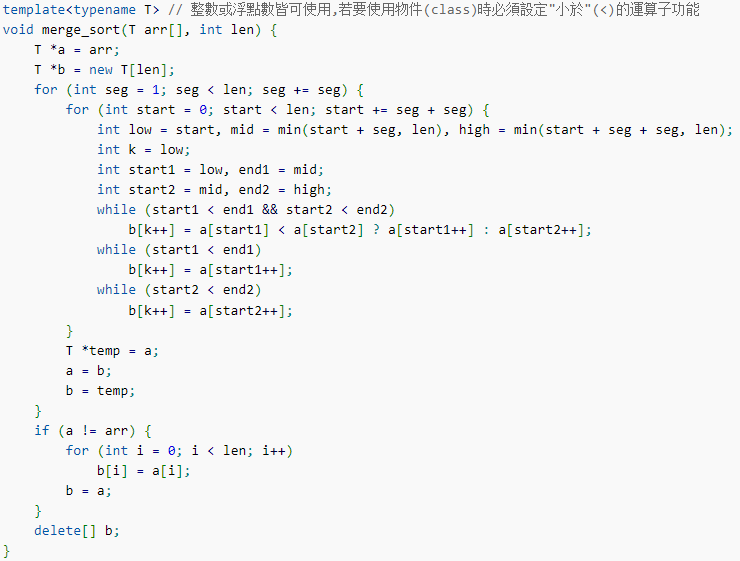 template<typename T> // 整數或浮點數皆可使用,若要使用物件(class)時必須設定"小於"(<)的運算子功能
void merge_sort(T arr[], int len) {
    T *a = arr;
    T *b = new T[len];
    for (int seg = 1; seg < len; seg += seg) {
        for (int start = 0; start < len; start += seg + seg) {
            int low = start, mid = min(start + seg, len), high = min(start + seg + seg, len);
            int k = low;
            int start1 = low, end1 = mid;
            int start2 = mid, end2 = high;
            while (start1 < end1 && start2 < end2)
                b[k++] = a[start1] < a[start2] ? a[start1++] : a[start2++];
            while (start1 < end1)
                b[k++] = a[start1++];
            while (start2 < end2)
                b[k++] = a[start2++];
        }
        T *temp = a;
        a = b;
        b = temp;
    }
    if (a != arr) {
        for (int i = 0; i < len; i++)
            b[i] = a[i];
        b = a;
    }
    delete[] b;
}